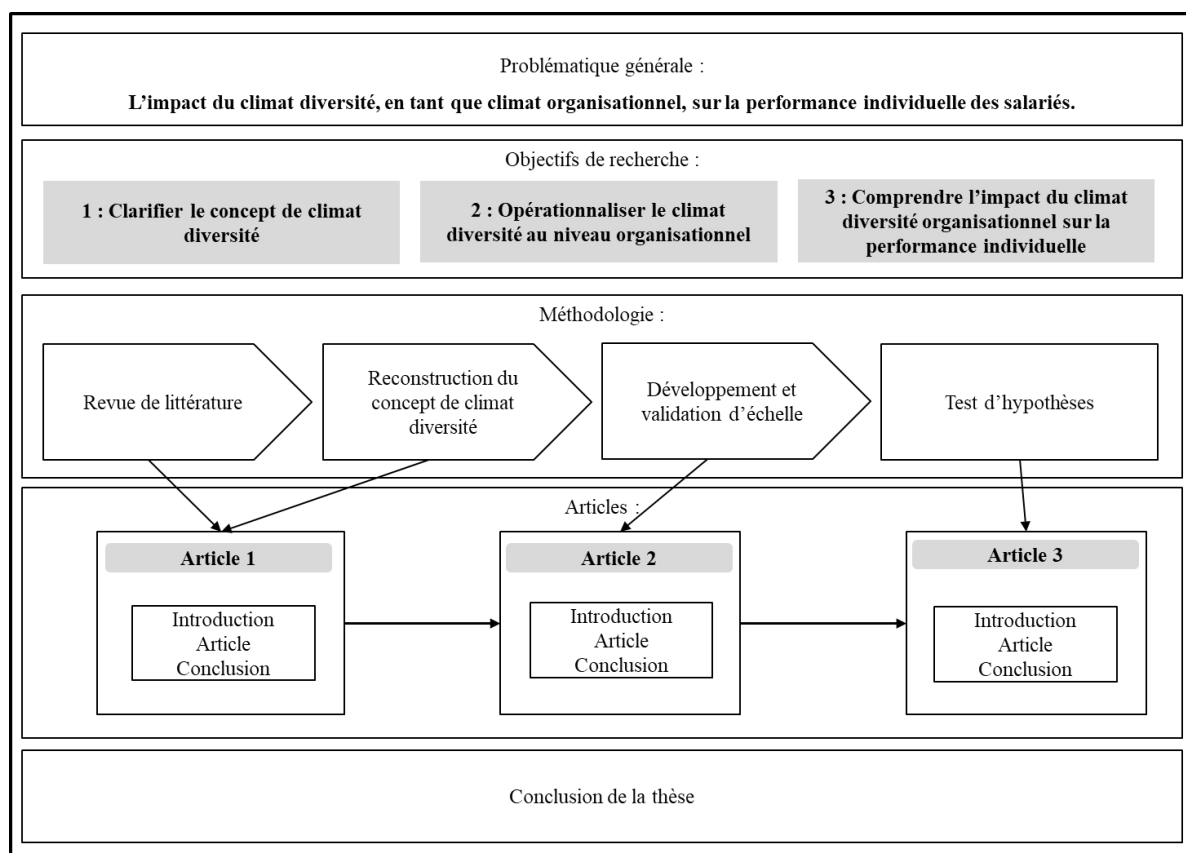 Problématique générale :
L’impact du climat diversité, en tant que climat organisationnel, sur la performance individuelle des salariés.
Objectifs de recherche :
1 : Clarifier le concept de climat
diversité
2 : Opérationnaliser le climat
diversité au niveau organisationnel
3 : Comprendre l’impact du climat
diversité organisationnel sur la
performance individuelle
Méthodologie :
Revue de littérature
Reconstruction du
concept de climat
diversité
Développement et
validation d’échelle
Test d’hypothèses
Articles :
Article 1
Introduction
Article
Conclusion
Article 2
Introduction
Article
Conclusion
Article 3
Introduction
Article
Conclusion
Conclusion de la thèse